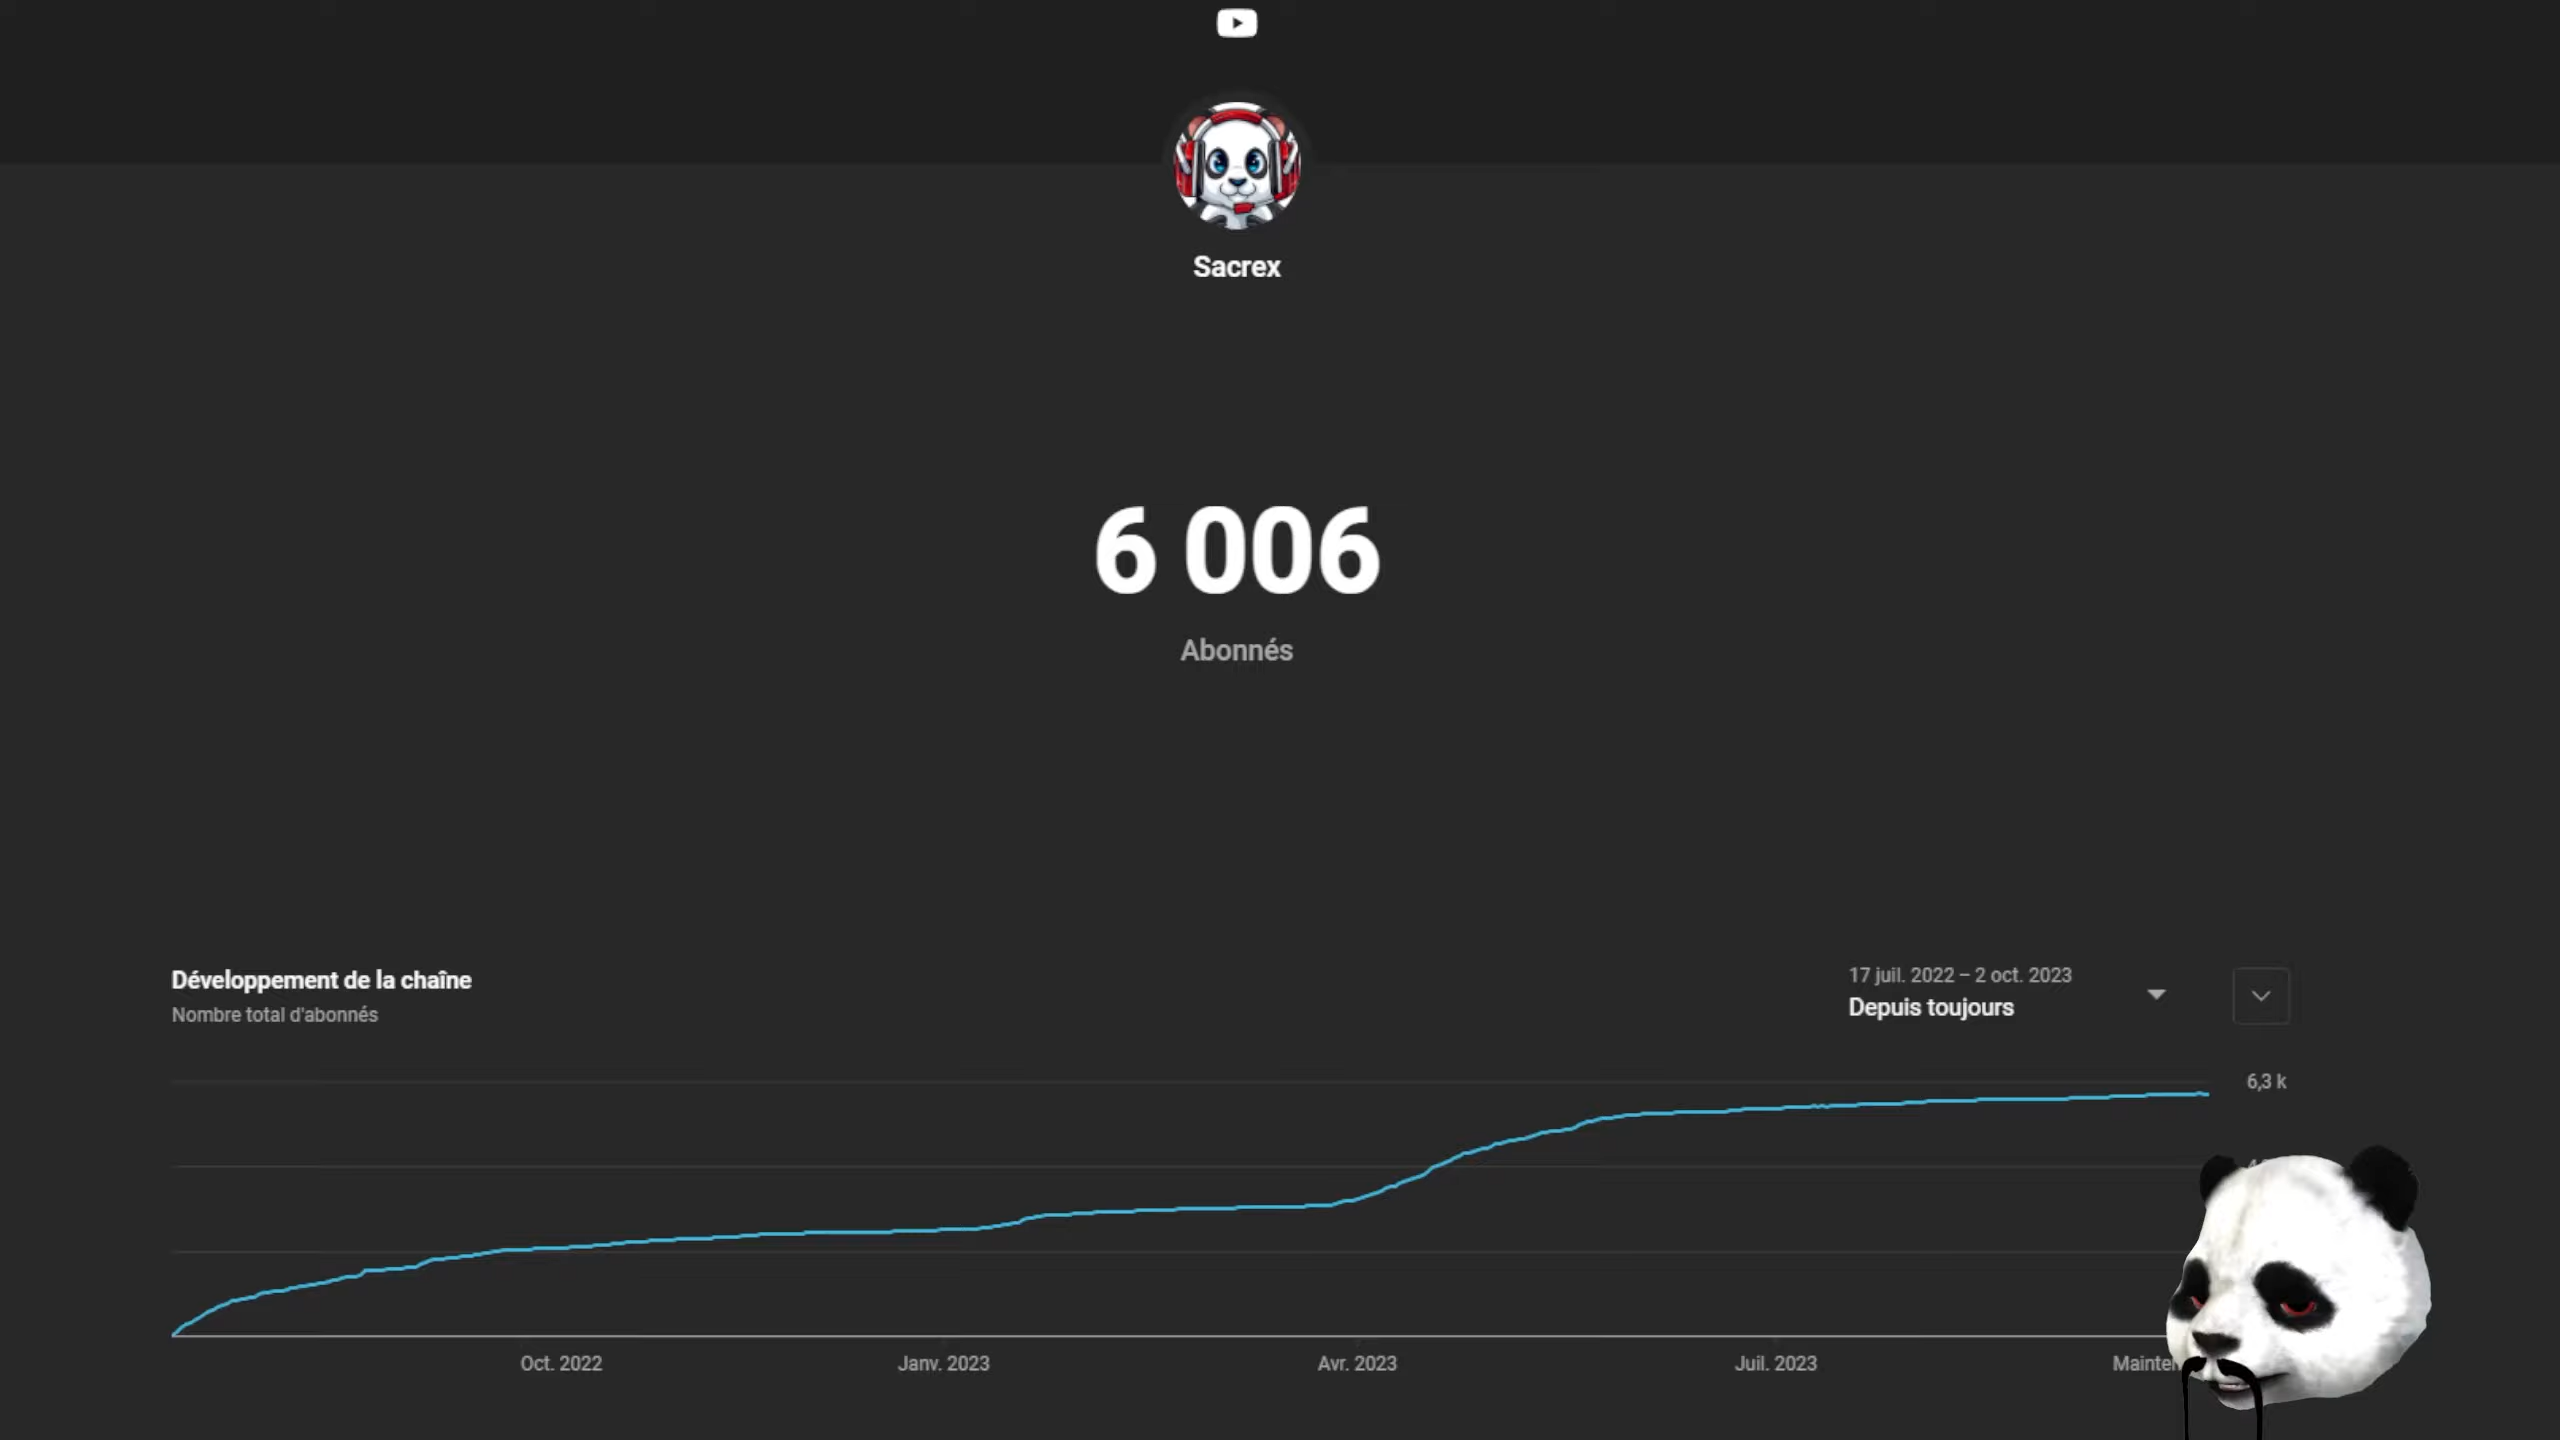 Sacrex
6 006
Abonnés
Développement de la chaîne
Nombre total d'abonnés
17 juil. 2022 – 2 oct. 2023
Depuis toujours
6,3 k
Oct. 2022
Janv. 2023
Avr. 2023
Juil. 2023